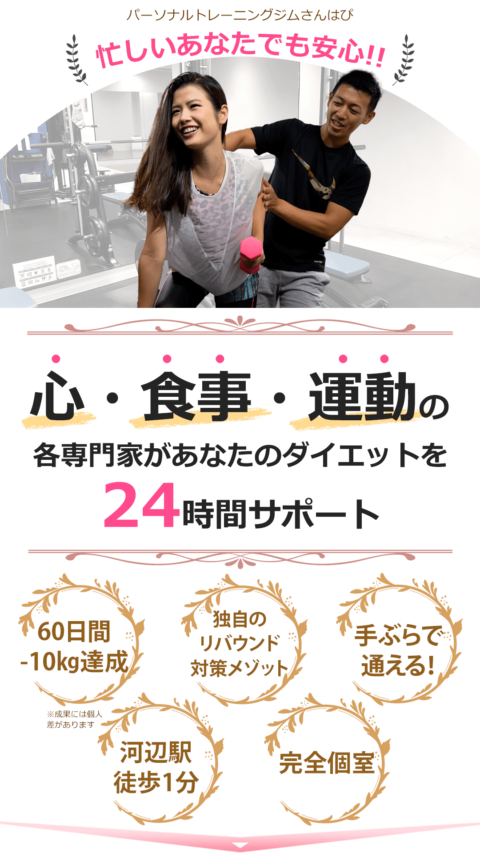 パーソナルトレーニングジムさんはぴ
忙しいあなたでも安心!!
心・食事・運動の
各専門家があなたのダイエットを
24時間サポート
60日間
-10kg達成
※成果には個人
差があります
独自の
リバウンド
対策メゾット
手ぶらで
通える!
河辺駅
徒歩1分
完全個室